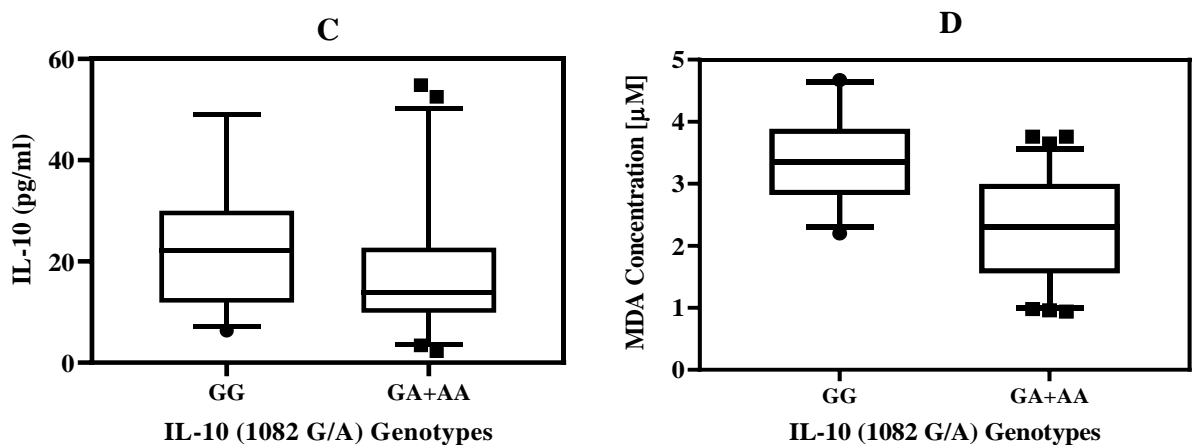 C
60
40
20
0
IL-10 (pg/ml)
GG
GA+AA
IL-10 (1082 G/A) Genotypes
D
5
4
3
2
1
0
MDA Concentration [µM]
GG
GA+AA
IL-10 (1082 G/A) Genotypes